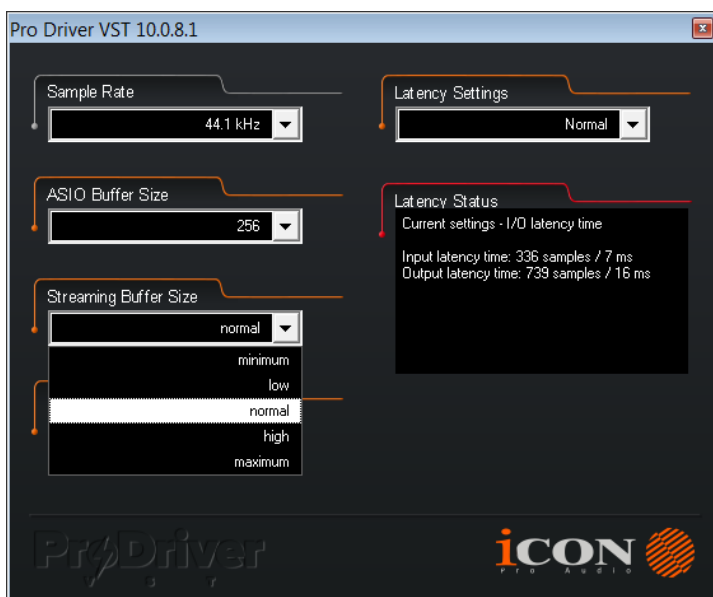 Pro Driver VST 10.0.8.1
Sample Rate
44.1 kHz
ASIO Buffer Size
256
Streaming Buffer Size
normal
minimum
low
normal
high
maximum
Latency Settings
Normal
Latency Status
Current settings - I/O latency time
Input latency time: 336 samples / 7 ms
Output latency time: 739 samples / 16 ms
ProDriver
V S T
iCON
Pro Audio